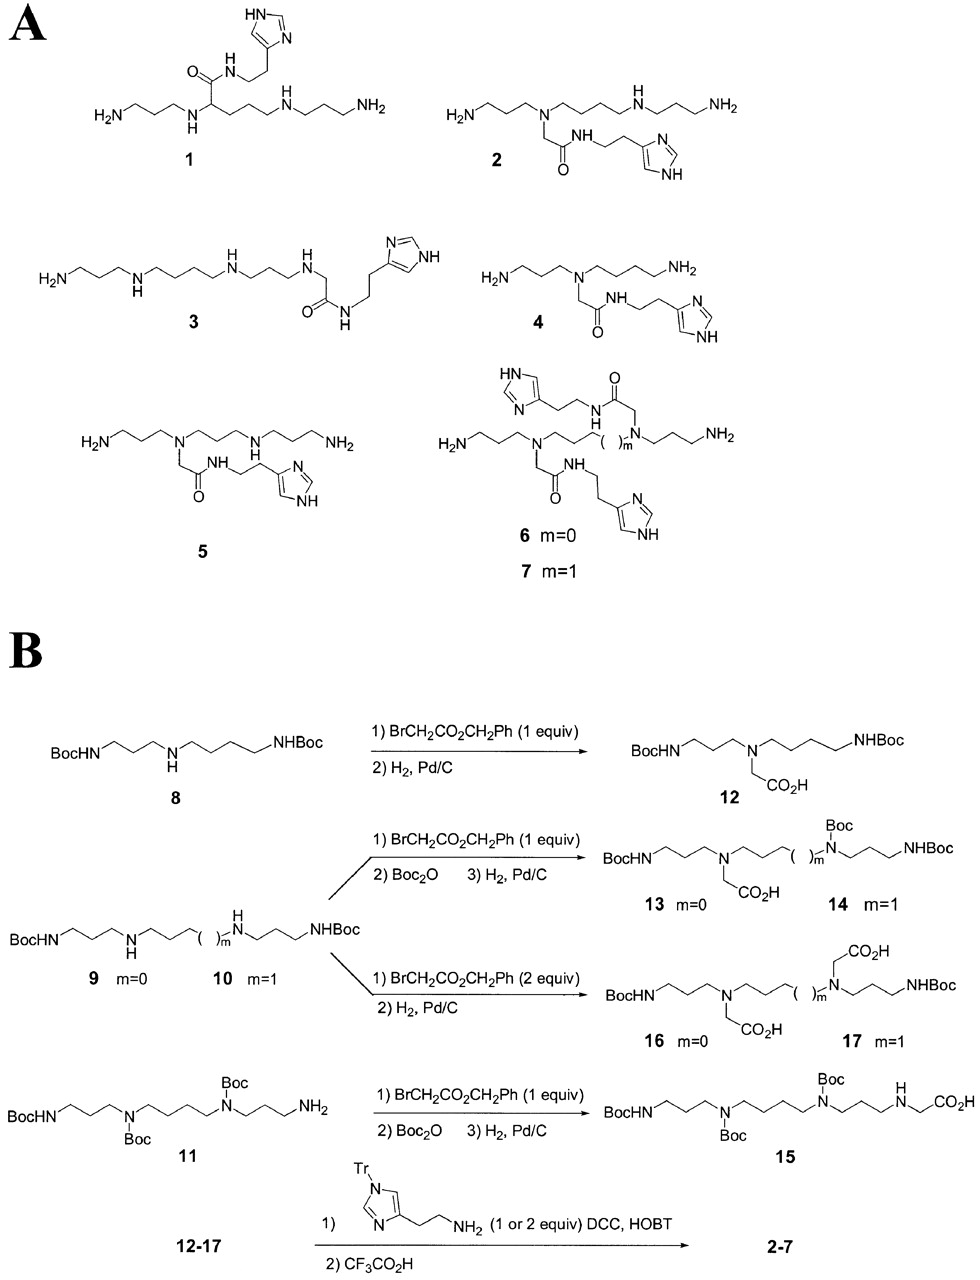 A
HN
N
O
H
N
H2N
N
H
H
N
NH2
1
H2N
N
H
N
NH2
NH
O
N
NH
2
H2N
N
H
H
N
H
N
O
N
H
N
NH
3
H2N
N
NH2
NH
O
N
NH
4
H2N
N
N
H
NH2
NH
O
N
NH
5
HN
N
O
N
H
H2N
N
( )m
N
NH2
NH
O
N
NH
6 m=0
7 m=1
B
BocHN
N
H
NHBoc
8
1) BrCH2CO2CH2Ph (1 equiv)
2) H2, Pd/C
BocHN
N
NHBoc
CO2H
12
1) BrCH2CO2CH2Ph (1 equiv)
2) Boc2O 3) H2, Pd/C
BocHN
N
( )m
Boc
N
NHBoc
CO2H
13 m=0 14 m=1
BocHN
N
H
( )m
H
N
NHBoc
9 m=0 10 m=1
1) BrCH2CO2CH2Ph (2 equiv)
2) H2, Pd/C
CO2H
BocHN
N
( )m
N
NHBoc
CO2H
16 m=0 17 m=1
BocHN
N
Boc
Boc
N
NH2
11
1) BrCH2CO2CH2Ph (1 equiv)
2) Boc2O 3) H2, Pd/C
BocHN
N
Boc
Boc
N
H
N
CO2H
15
12-17
Tr
N
N
1) NH2 (1 or 2 equiv) DCC, HOBT
2) CF3CO2H
2-7